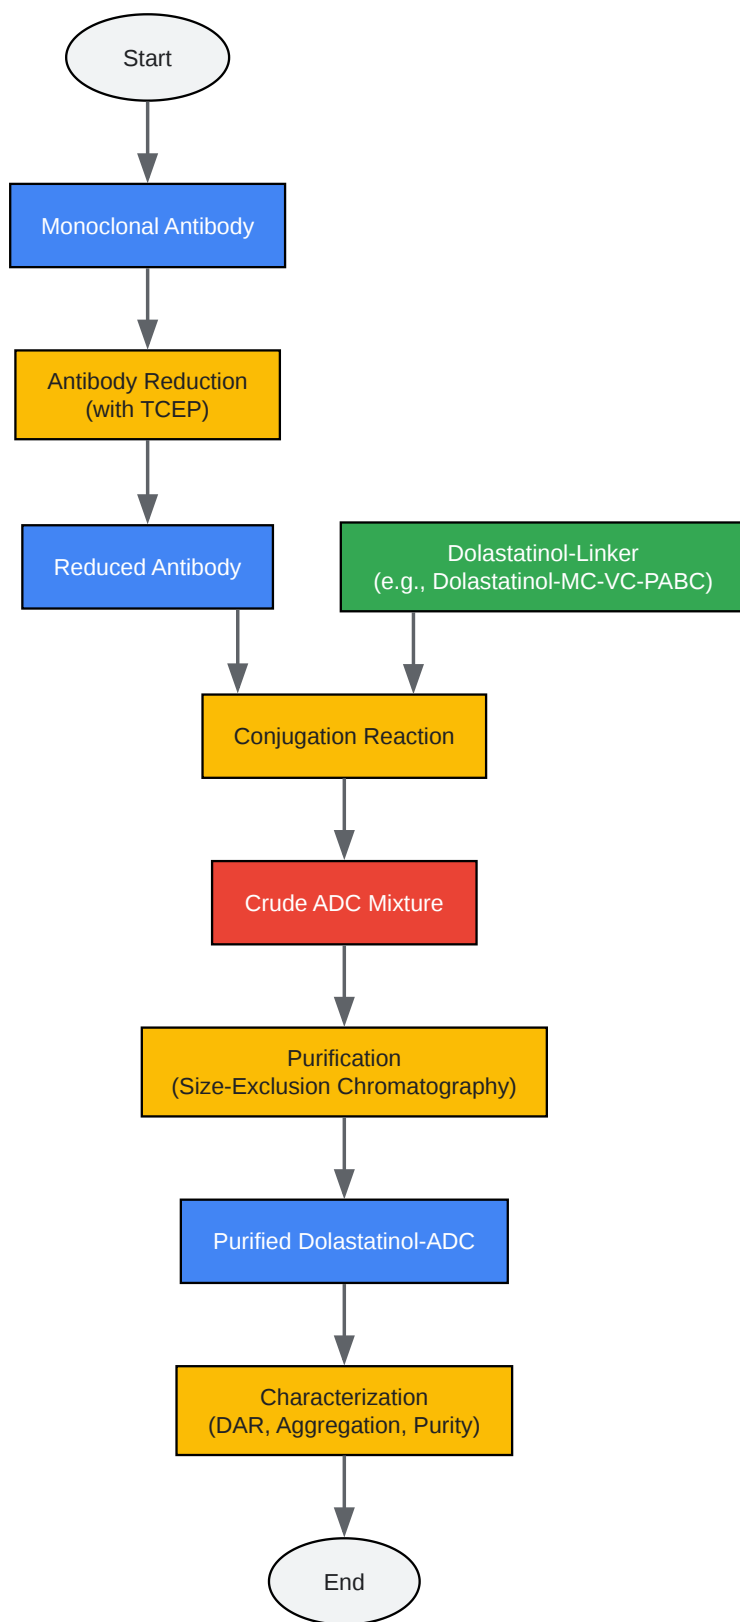 Start
Monoclonal Antibody
Antibody Reduction
(with TCEP)
Reduced Antibody
Dolastatinol-Linker
(e.g., Dolastatinol-MC-VC-PABC)
Conjugation Reaction
Crude ADC Mixture
Purification
(Size-Exclusion Chromatography)
Purified Dolastatinol-ADC
Characterization
(DAR, Aggregation, Purity)
End